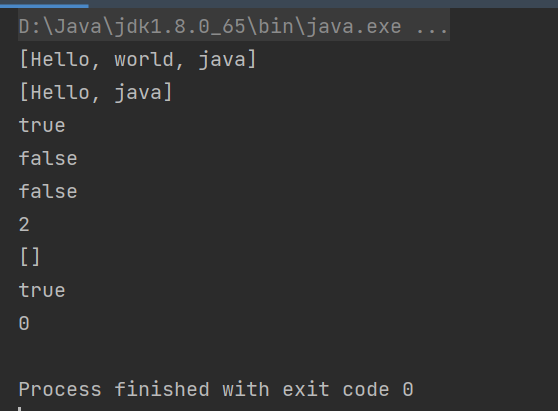 D:\Java\jdk1.8.0_65\bin\java.exe ...
[Hello, world, java]
[Hello, java]
true
false
false
2
[]
true
0
Process finished with exit code 0